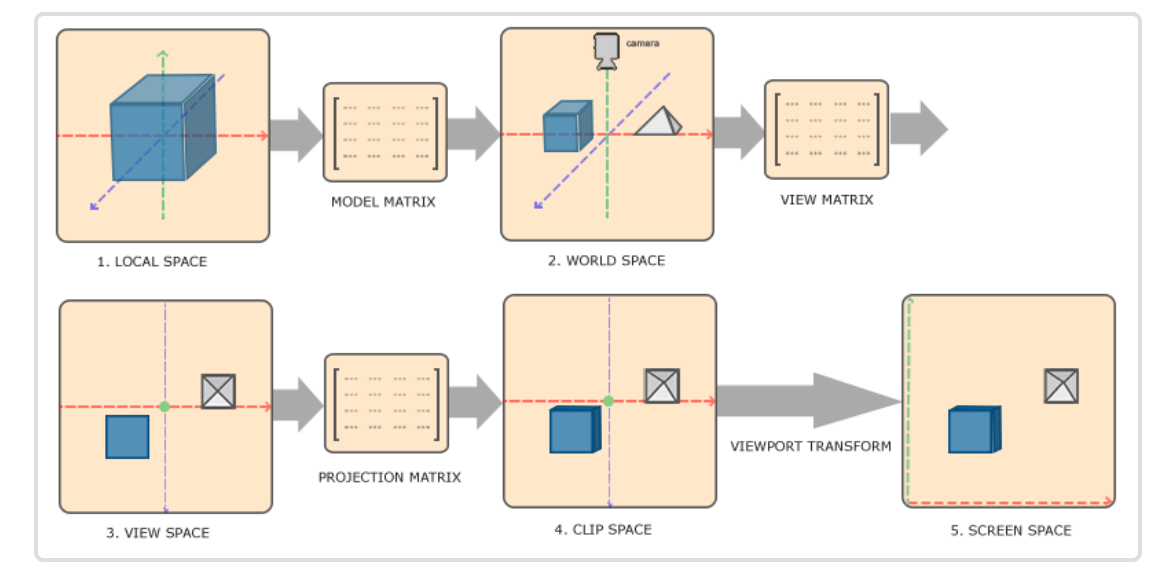 camera
MODEL MATRIX
VIEW MATRIX
1. LOCAL SPACE
2. WORLD SPACE
PROJECTION MATRIX
VIEWPORT TRANSFORM
3. VIEW SPACE
4. CLIP SPACE
5. SCREEN SPACE